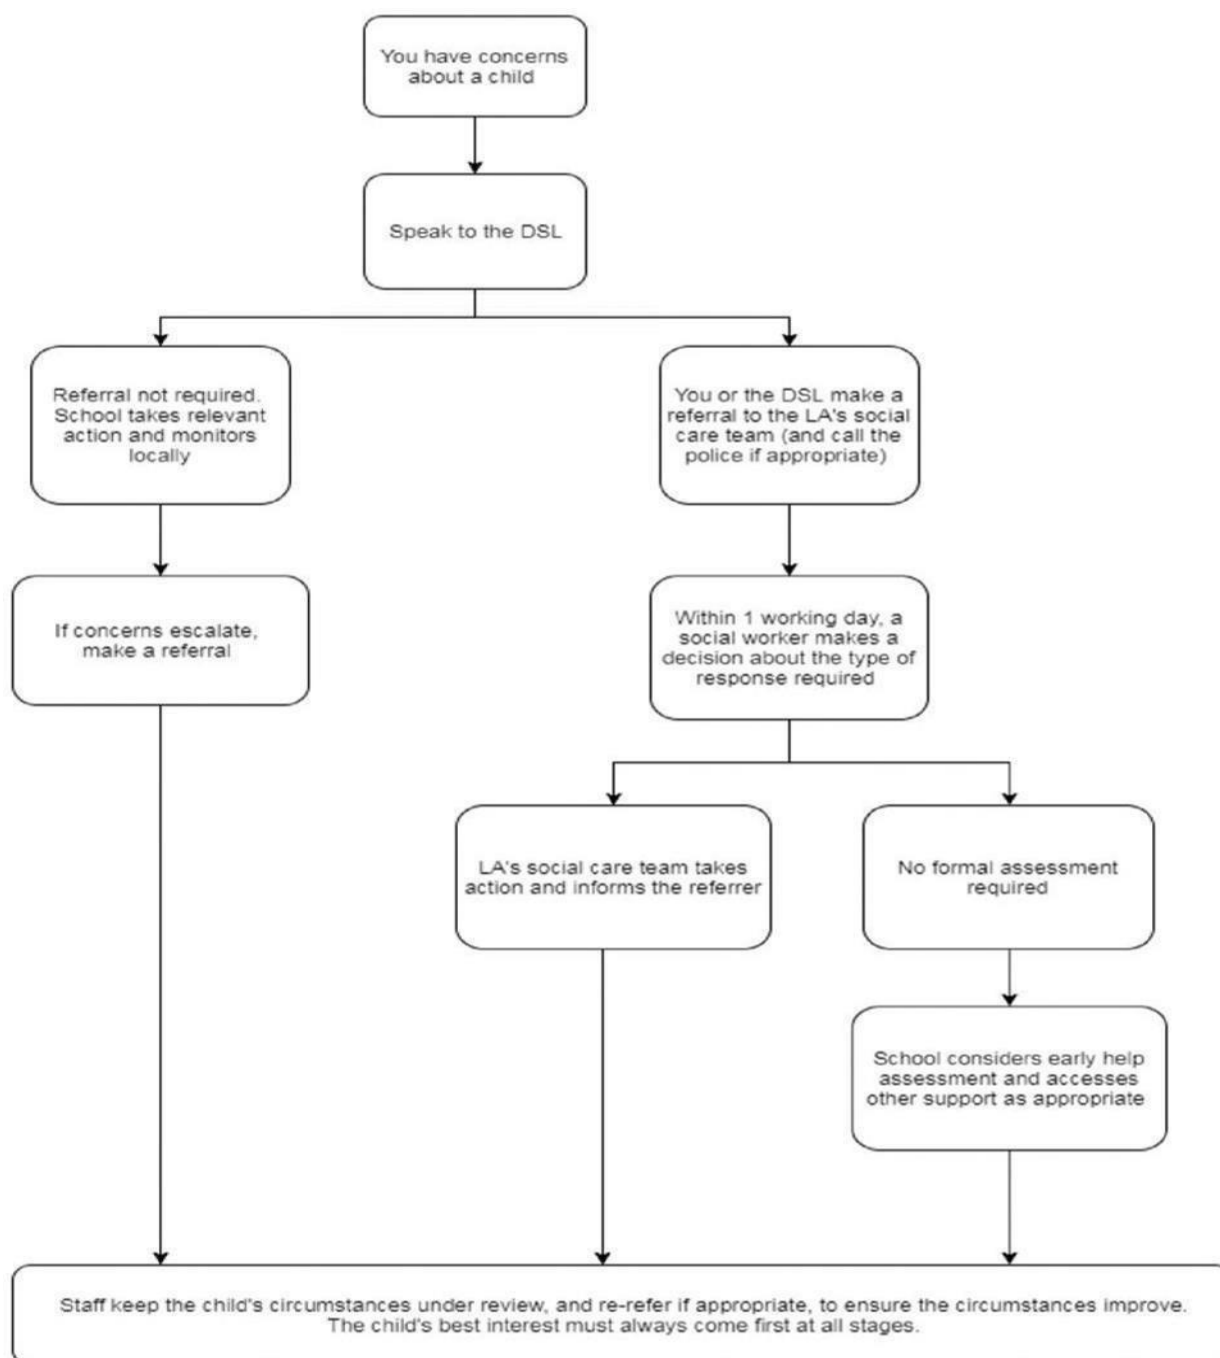 You have concerns
about a child
Speak to the DSL
Referral not required.
School takes relevant
action and monitors
locally
You or the DSL make a
referral to the LA's social
care team (and call the
police if appropriate)
If concerns escalate,
make a referral
Within 1 working day, a
social worker makes a
decision about the type of
response required
LA's social care team takes
action and informs the referrer
No formal assessment
required
School considers early help
assessment and accesses
other support as appropriate
Staff keep the child's circumstances under review, and re-refer if appropriate, to ensure the circumstances improve.
The child's best interest must always come first at all stages.